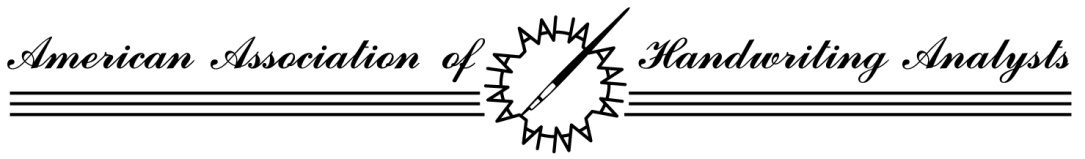 American Association of Handwriting Analysts